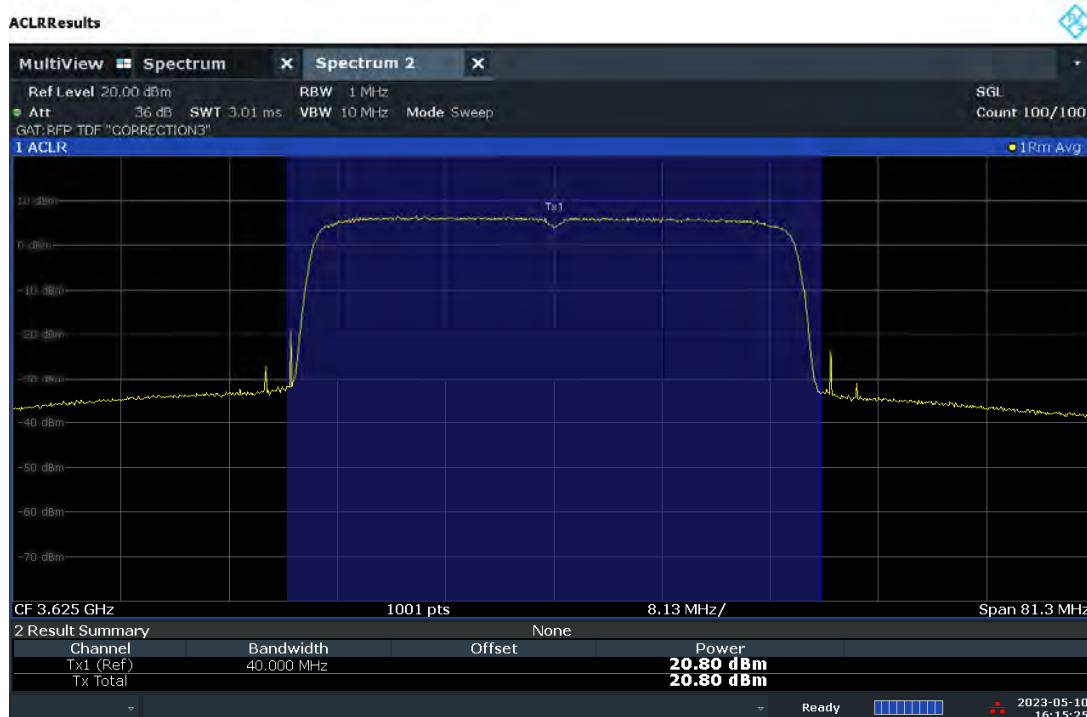 ACLRResults
MultiView Spectrum X Spectrum 2 X
Ref Level 20.00 dBm RBW 1 MHz SGL
Att 36 dB SWT 3.01 ms VBW 10 MHz Mode Sweep Count 100/100
GAT:RFP TDF "CORRECTION3"
1 ACLR 1Rm Avg
10 dBm
Tx1
0 dBm
-10 dBm
-20 dBm
-30 dBm
-40 dBm
-50 dBm
-60 dBm
-70 dBm
CF 3.625 GHz 1001 pts 8.13 MHz/ Span 81.3 MHz
2 Result Summary None
Channel Bandwidth Offset Power
Tx1 (Ref) 40.000 MHz 20.80 dBm
Tx Total 20.80 dBm
Ready 2023-05-10
16:15:25